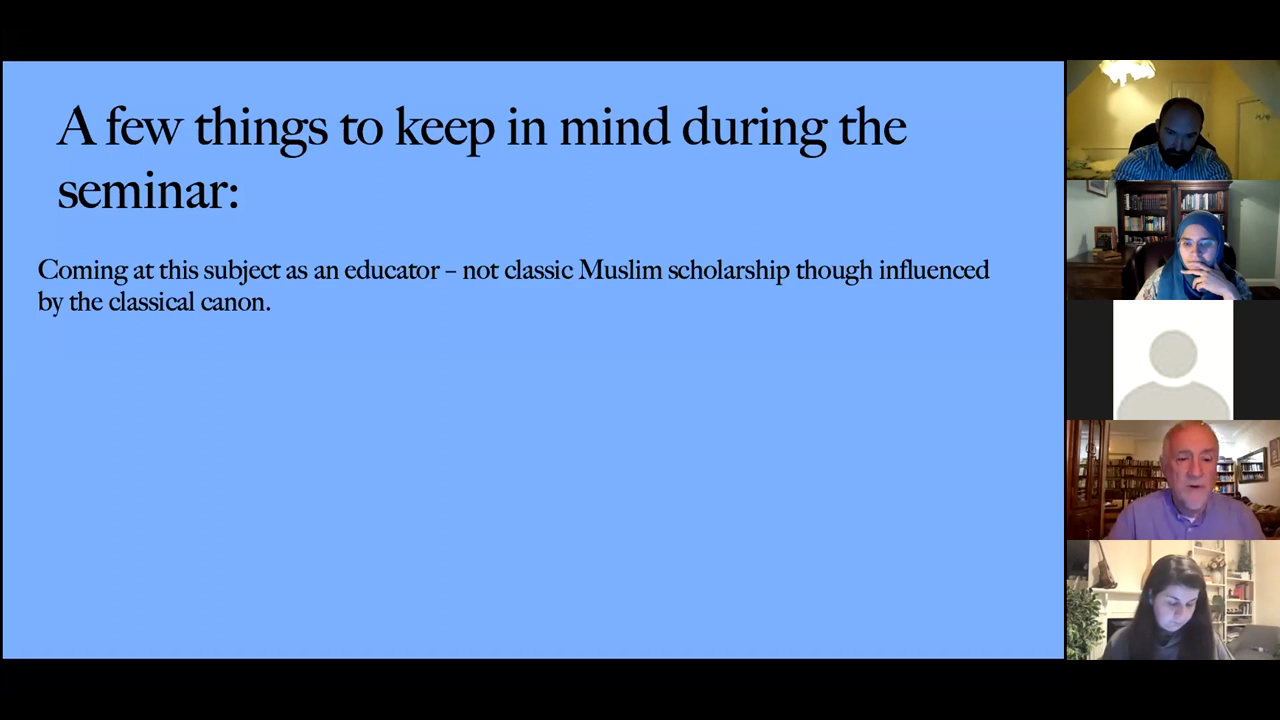 A few things to keep in mind during the
seminar:
Coming at this subject as an educator – not classic Muslim scholarship though influenced
by the classical canon.